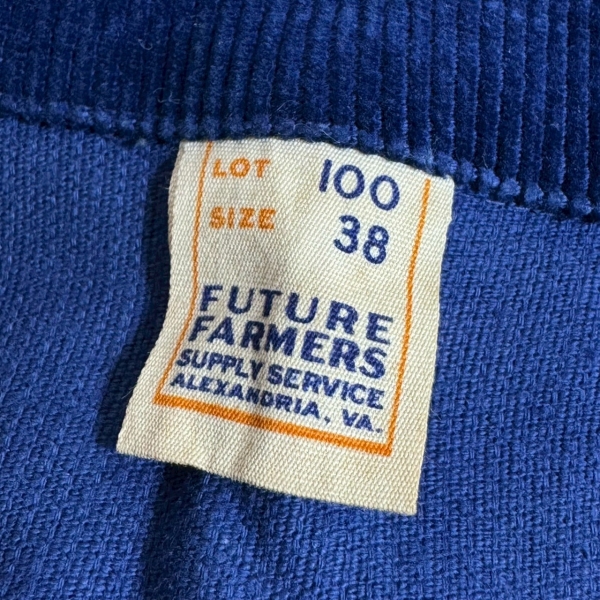 LOT 100
SIZE 38
FUTURE
FARMERS
SUPPLY SERVICE
ALEXANDRIA, VA.